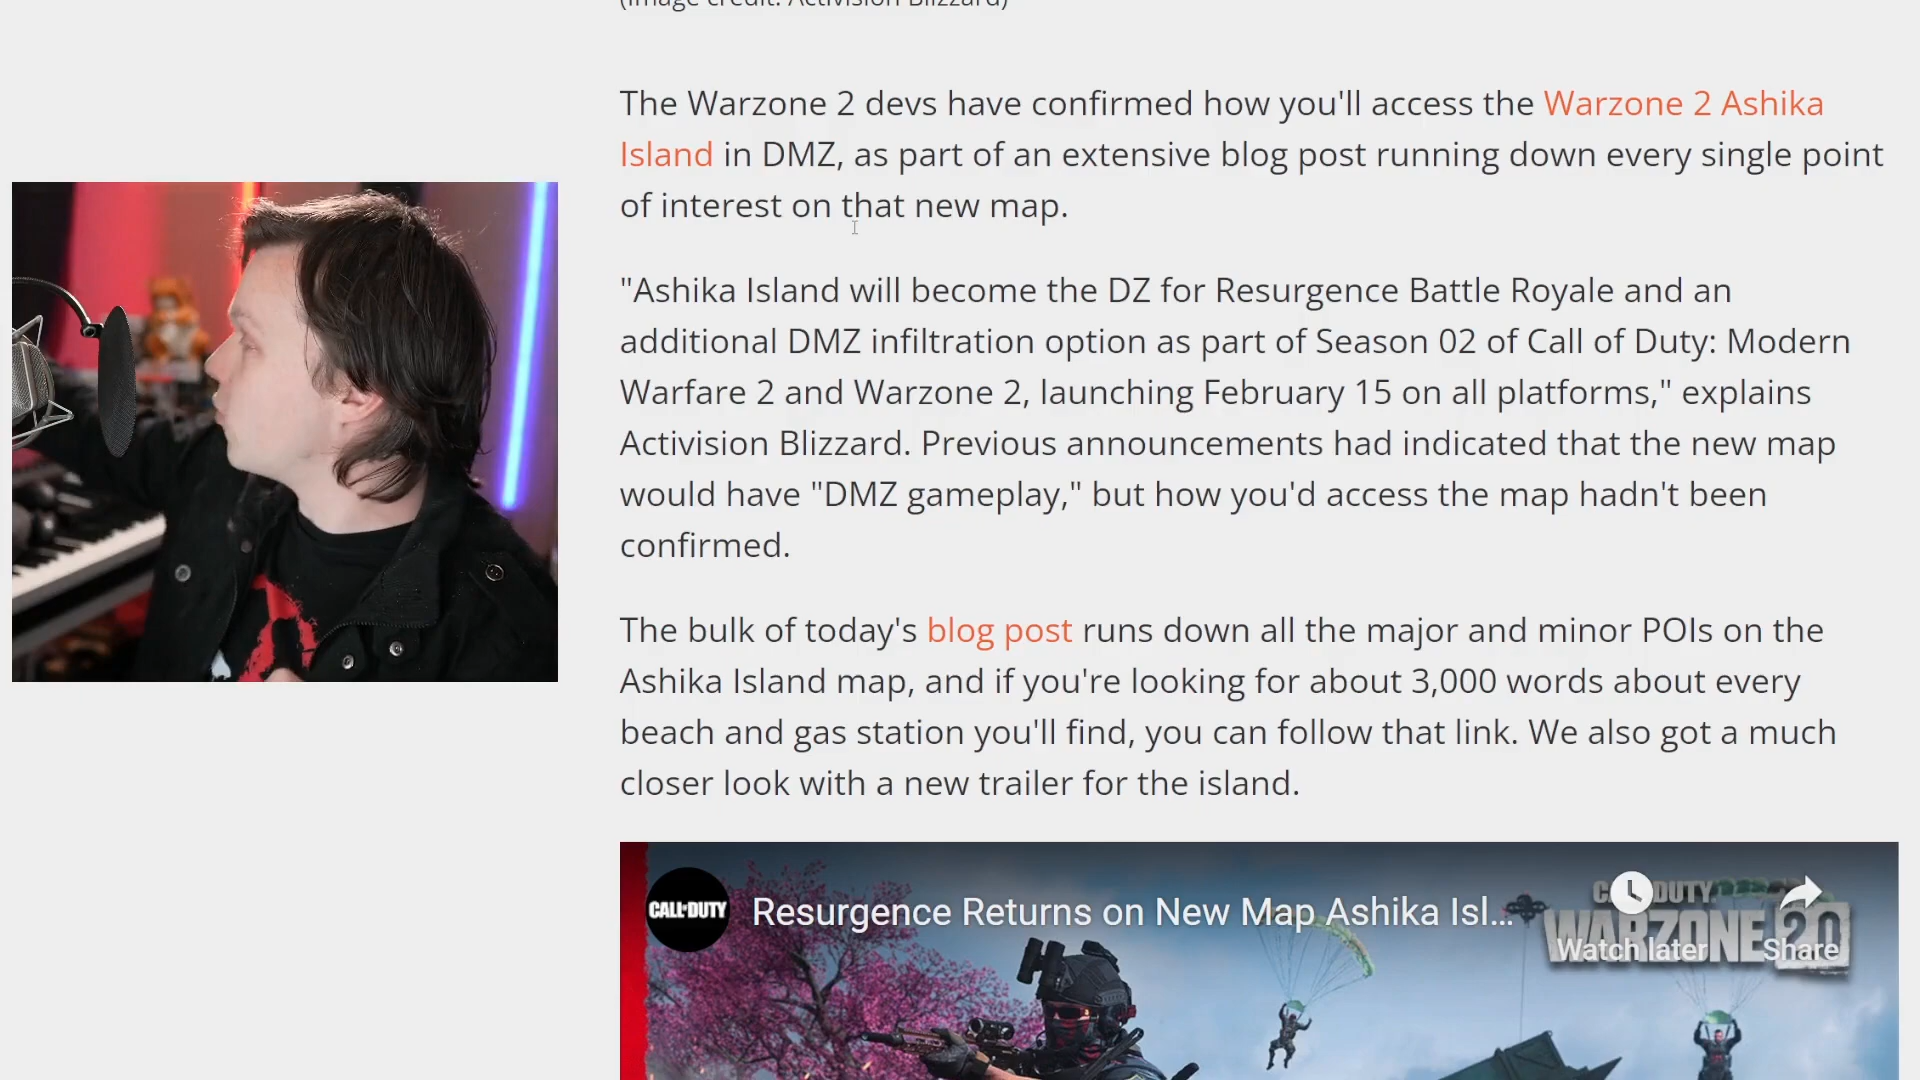 (Image credit: Activision Blizzard)
The Warzone 2 devs have confirmed how you'll access the Warzone 2 Ashika
Island in DMZ, as part of an extensive blog post running down every single point
of interest on that new map.
"Ashika Island will become the DZ for Resurgence Battle Royale and an
additional DMZ infiltration option as part of Season 02 of Call of Duty: Modern
Warfare 2 and Warzone 2, launching February 15 on all platforms," explains
Activision Blizzard. Previous announcements had indicated that the new map
would have "DMZ gameplay," but how you'd access the map hadn't been
confirmed.
The bulk of today's blog post runs down all the major and minor POIs on the
Ashika Island map, and if you're looking for about 3,000 words about every
beach and gas station you'll find, you can follow that link. We also got a much
closer look with a new trailer for the island.
CALL OF DUTY
Resurgence Returns on New Map Ashika Isl...
WARZONE 2.0
Watch later
Share